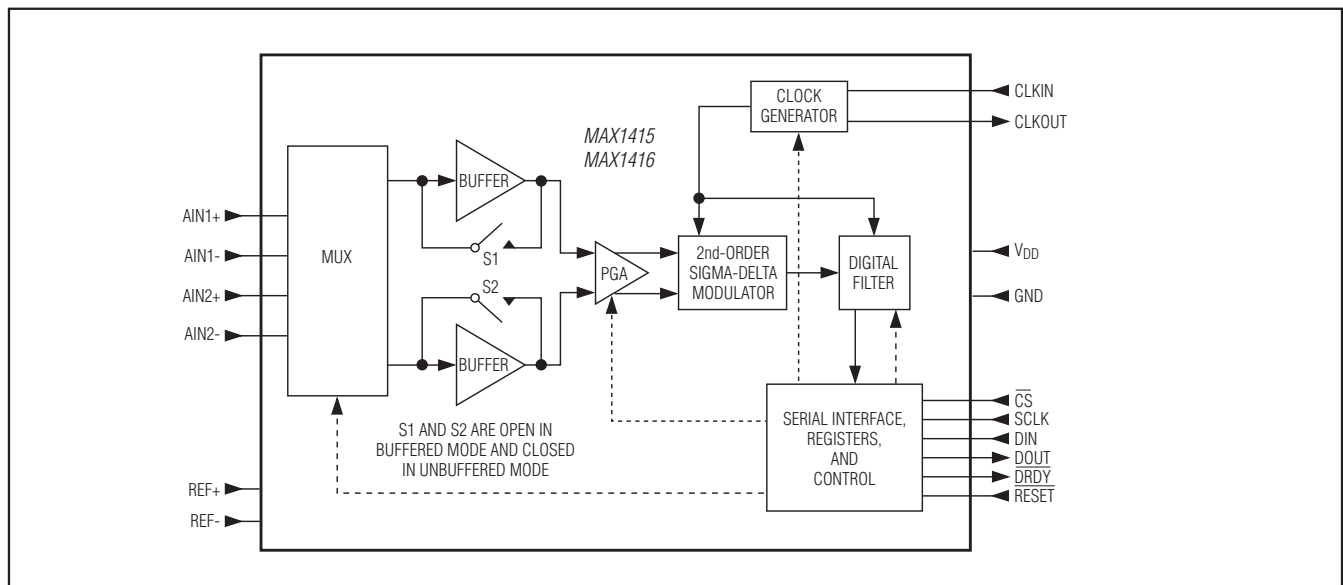 CLOCK
GENERATOR
CLKIN
CLKOUT
MAX1415
MAX1416
BUFFER
S1
MUX
AIN1+
AIN1-
AIN2+
AIN2-
PGA
2nd-ORDER
SIGMA-DELTA
MODULATOR
DIGITAL
FILTER
VDD
GND
S2
BUFFER
S1 AND S2 ARE OPEN IN
BUFFERED MODE AND CLOSED
IN UNBUFFERED MODE
SERIAL INTERFACE,
REGISTERS,
AND
CONTROL
CS
SCLK
DIN
DOUT
DRDY
RESET
REF+
REF-